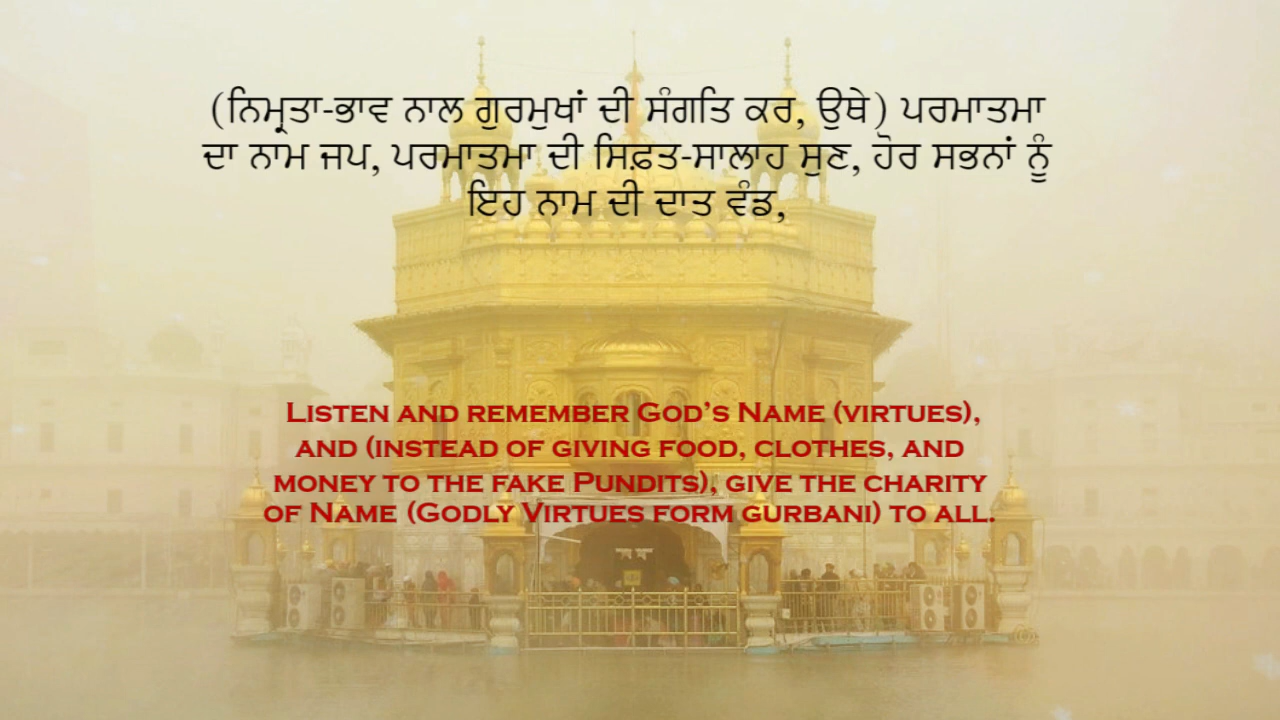 (ਨਿਮ੍ਰਤਾ-ਭਾਵ ਨਾਲ ਗੁਰਮੁਖਾਂ ਦੀ ਸੰਗਤਿ ਕਰ, ਉਥੇ) ਪਰਮਾਤਮਾ
ਦਾ ਨਾਮ ਜਪ, ਪਰਮਾਤਮਾ ਦੀ ਸਿਫ਼ਤ-ਸਾਲਾਹ ਸੁਣ, ਹੋਰ ਸਭਨਾਂ ਨੂੰ
ਇਹ ਨਾਮ ਦੀ ਦਾਤ ਵੰਡ,
Listen and remember God’s Name (virtues),
and (instead of giving food, clothes, and
money to the fake Pundits), give the charity
of Name (Godly Virtues form gurbani) to all.